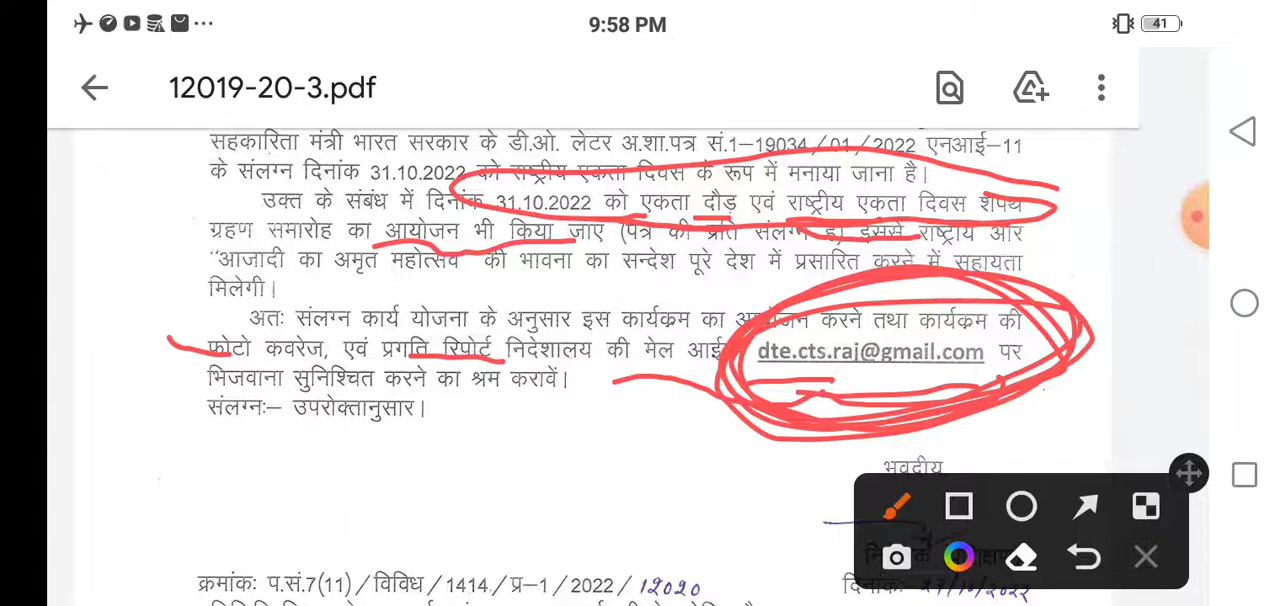 9:58 PM
41
12019-20-3.pdf
सहकारिता मंत्री भारत सरकार के डी.ओ. लेटर अ.शा.पत्र सं.1-19034/01/2022 एनआई-11
के संलग्न दिनांक 31.10.2022 को राष्ट्रीय एकता दिवस के रूप में मनाया जाना है।
उक्त के संबंध में दिनांक 31.10.2022 को एकता दौड़ एवं राष्ट्रीय एकता दिवस शपथ
ग्रहण समारोह का आयोजन भी किया जाए (पत्र की प्रति संलग्न है) इससे राष्ट्रीय और
"आजादी का अमृत महोत्सव की भावना का सन्देश पूरे देश में प्रसारित करने में सहायता
मिलेगी।
अतः संलग्न कार्य योजना के अनुसार इस कार्यक्रम का आयोजन करने तथा कार्यक्रम की
फोटो कवरेज, एवं प्रगति रिपोर्ट निदेशालय की मेल आई
dte.cts.raj@gmail.com पर
भिजवाना सुनिश्चित करने का श्रम करावें।
संलग्नः- उपरोक्तानुसार।
भवदीय
क्रमांकः प.सं.7(11)/विविध/1414/प्र-1/2022/12020
दिनांकः-27/10/2022